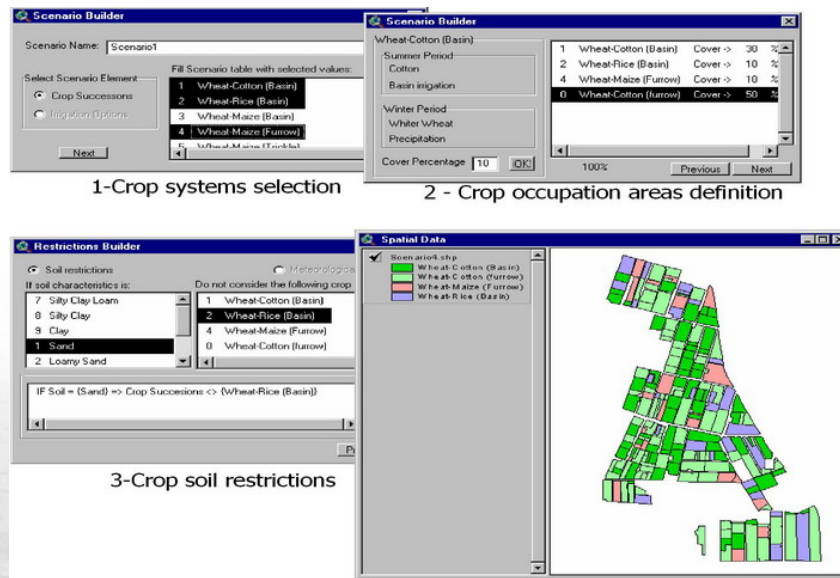 Scenario Builder
Scenario Name: Scenario1
Select Scenario Element
Crop Successons
Irrigation Options
Next
Fill Scenario table with selected values:
1 Wheat-Cotton (Basin)
2 Wheat-Rice (Basin)
3 Wheat-Maize (Basin)
4 Wheat-Maize (Furrow)
5 Wheat-Maize (Trickle)
1-Crop systems selection
Scenario Builder
Wheat-Cotton (Basin)
Summer Period
Cotton
Basin irrigation
Winter Period
Whiter Wheat
Precipitation
Cover Percentage 10 OK
1 Wheat-Cotton (Basin) Cover -> 30 %
2 Wheat-Rice (Basin) Cover -> 10 %
4 Wheat-Maize (Furrow) Cover -> 10 %
0 Wheat-Cotton (furrow) Cover -> 50 %
100%
Previous Next
2 - Crop occupation areas definition
Restrictions Builder
Soil restrictions
Meteorological
If soil characteristics is:
7 Silty Clay Loam
8 Silty Clay
9 Clay
1 Sand
2 Loamy Sand
Do not consider the following crop
1 Wheat-Cotton (Basin)
2 Wheat-Rice (Basin)
4 Wheat-Maize (Furrow)
0 Wheat-Cotton (furrow)
IF Soil = {Sand} => Crop Succesions <> {Wheat-Rice (Basin)}
3-Crop soil restrictions
Spatial Data
Scenario4.shp
Wheat-Cotton (Basin)
Wheat-Cotton (furrow)
Wheat-Maize (Furrow)
Wheat-Rice (Basin)